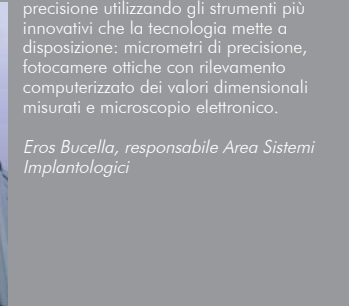 precisione utilizzando gli strumenti più
innovativi che la tecnologia mette a
disposizione: micrometri di precisione,
fotocamere ottiche con rilevamento
computerizzato dei valori dimensionali
misurati e microscopio elettronico.
Eros Bucella, responsabile Area Sistemi
Implantologici